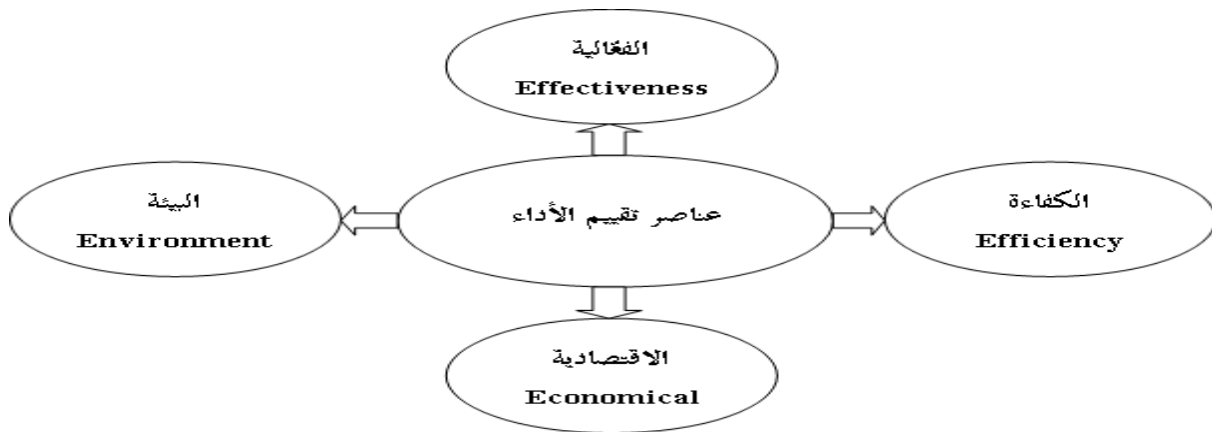 الفعّالية
Effectiveness
البيئة
Environment
عناصر تقييم الأداء
الكفاءة
Efficiency
الاقتصادية
Economical